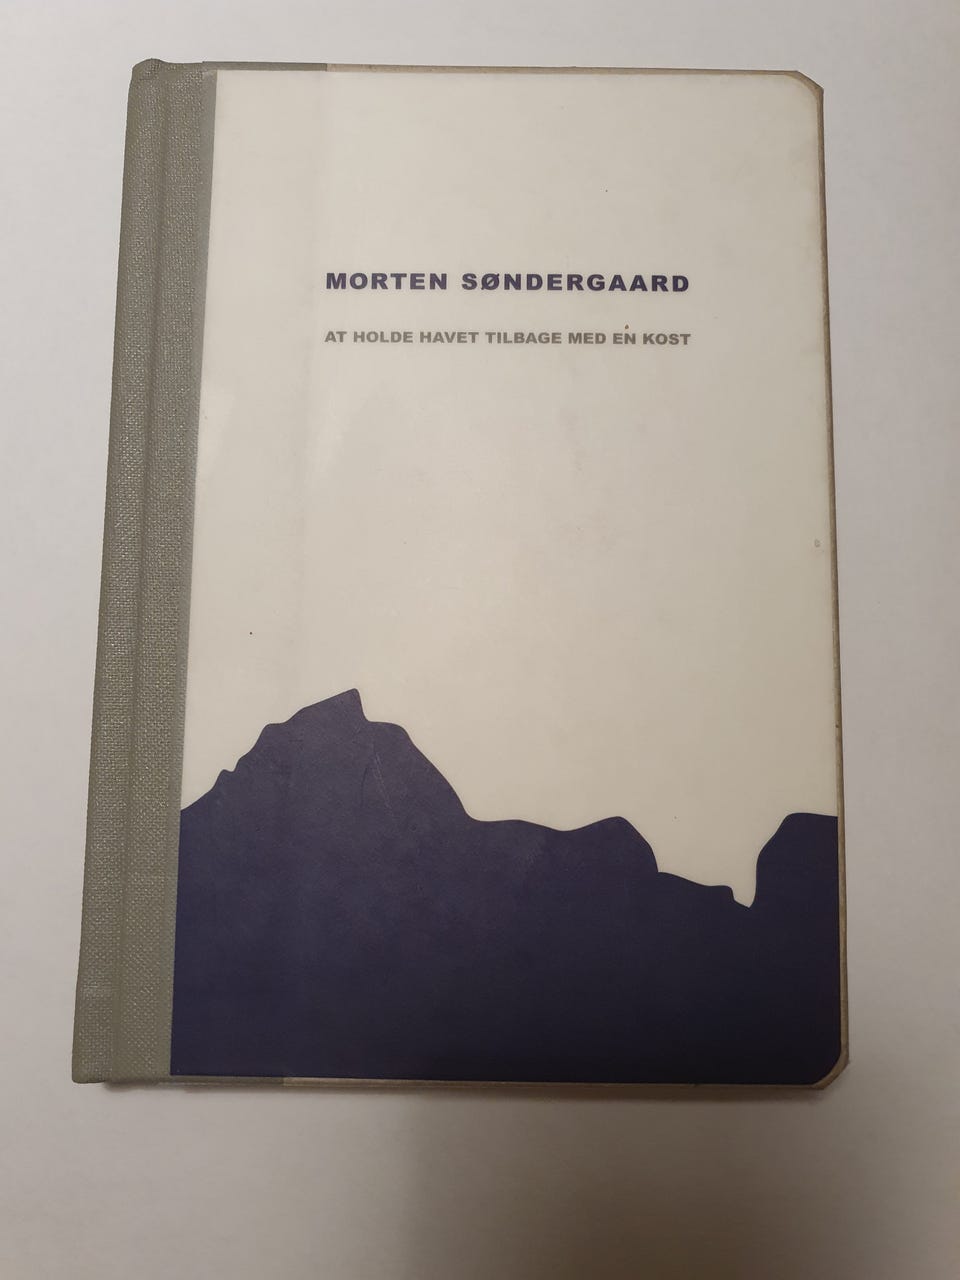 MORTEN SØNDERGAARD
AT HOLDE HAVET TILBAGE MED EN KOST